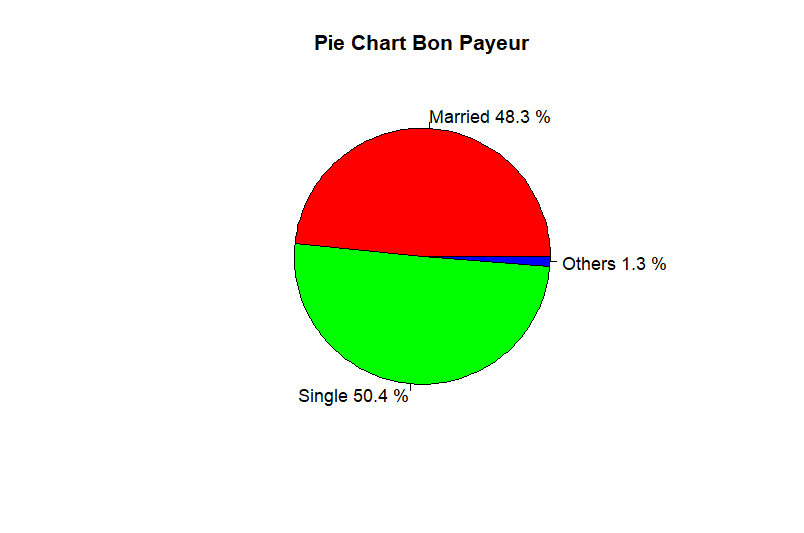 Pie Chart Bon Payeur
Married 48.3 %
Others 1.3 %
Single 50.4 %